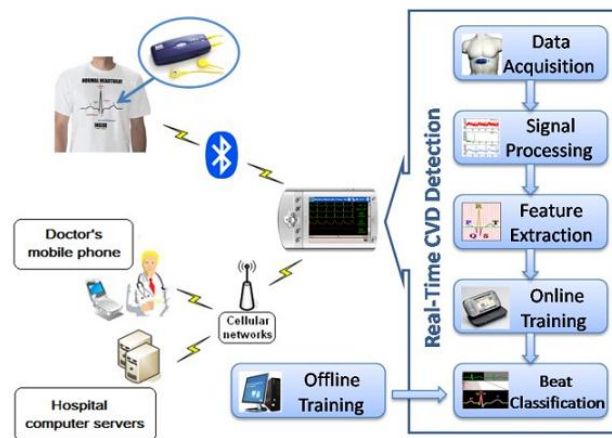 NORMAL HEARTBEAT
INSIDE
Doctor's
mobile phone
Cellular
networks
Hospital
computer servers
Offline
Training
Real-Time CVD Detection
Data
Acquisition
Signal
Processing
R
P
T
Q S
Feature
Extraction
Online
Training
Beat
Classification